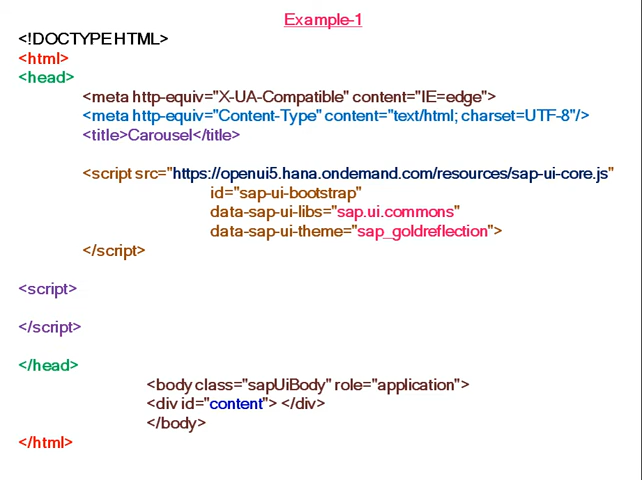 Example-1
<!DOCTYPE HTML>
<html>
<head>
<meta http-equiv="X-UA-Compatible" content="IE=edge">
<meta http-equiv="Content-Type" content="text/html; charset=UTF-8"/>
<title>Carousel</title>
<script src="https://openui5.hana.ondemand.com/resources/sap-ui-core.js"
id="sap-ui-bootstrap"
data-sap-ui-libs="sap.ui.commons"
data-sap-ui-theme="sap_goldreflection">
</script>
<script>
</script>
</head>
<body class="sapUiBody" role="application">
<div id="content"> </div>
</body>
</html>